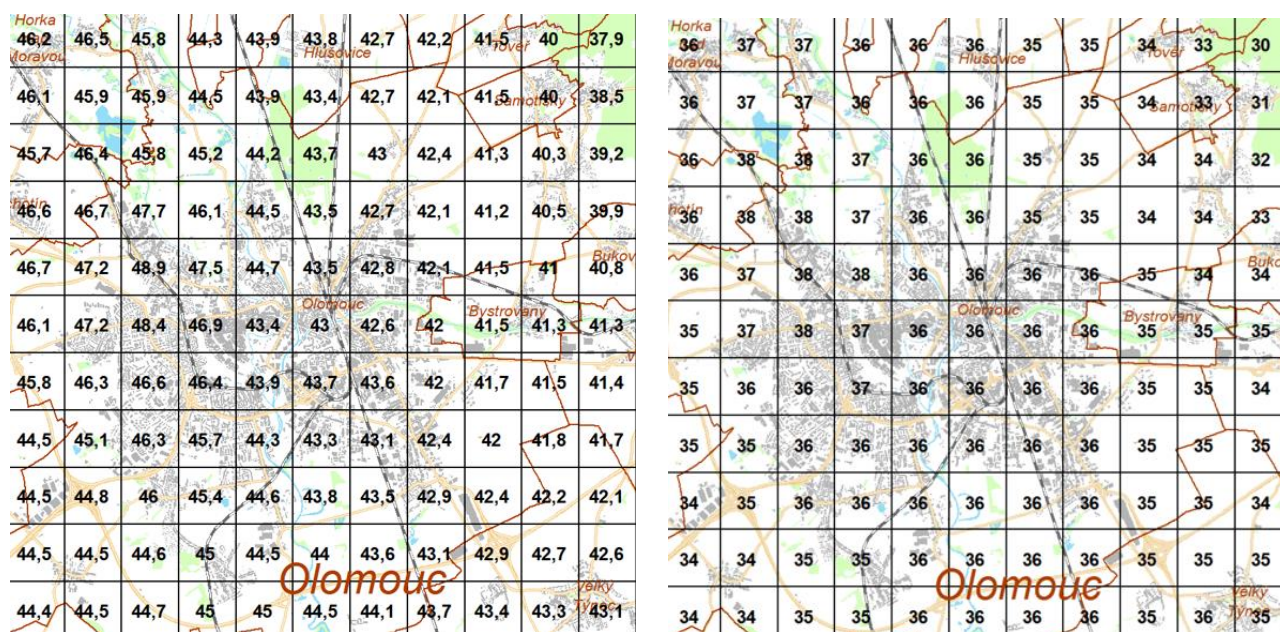 Horka
46,2 46,5 45,8 44,3 43,9 43,8 42,7 42,2 41,5 40 37,9
Moravou Hlušovice Tovéř
46,1 45,9 45,9 44,5 43,9 43,4 42,7 42,1 41,5 40 38,5
Samotišky
45,7 46,4 45,8 45,2 44,2 43,7 43 42,4 41,3 40,3 39,2
hotín
46,6 46,7 47,7 46,1 44,5 43,5 42,7 42,1 41,2 40,5 39,9
Bukov
46,7 47,2 48,9 47,5 44,7 43,5 42,8 42,1 41,5 41 40,8
Olomouc Bystrovany
46,1 47,2 48,4 46,9 43,4 43 42,6 42 41,5 41,3 41,3
45,8 46,3 46,6 46,4 43,9 43,7 43,6 42 41,7 41,5 41,4
44,5 45,1 46,3 45,7 44,3 43,3 43,1 42,4 42 41,8 41,7
44,5 44,8 46 45,4 44,6 43,8 43,5 42,9 42,4 42,2 42,1
44,5 44,5 44,6 45 44,5 44 43,6 43,1 42,9 42,7 42,6
Olomouc
Velký
Týnec
44,4 44,5 44,7 45 45 44,5 44,1 43,7 43,4 43,3 43,1
Horka
36 37 37 36 36 36 35 35 34 33 30
Moravou Hlušovice Tovéř
36 37 37 36 36 36 35 35 34 33 31
Samotišky
36 38 38 37 36 36 35 35 34 34 32
hotín
36 38 38 37 36 36 35 35 34 34 33
Bukov
36 37 38 38 36 36 36 36 35 34 34
Olomouc Bystrovany
35 37 38 37 36 36 36 36 35 35 35
35 36 36 37 36 36 36 36 35 35 34
35 35 36 36 36 36 36 36 35 35 35
34 35 36 36 36 36 36 36 35 35 34
34 34 35 35 36 36 36 36 35 35 35
Olomouc
Velký
Týnec
34 34 35 35 36 36 36 36 35 36 35